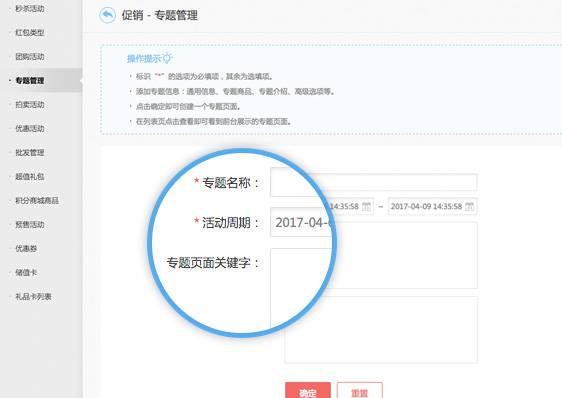 秒杀活动
红包类型
团购活动
专题管理
拍卖活动
优惠活动
批发管理
超值礼包
积分商城商品
预售活动
优惠券
储值卡
礼品卡列表
促销 - 专题管理
操作提示
标识“*”的选项为必填项，其余为选填项。
添加专题信息：通用信息、专题商品、专题介绍、高级选项等。
点击确定即可创建一个专题页面。
在列表页点击查看即可看到前台展示的专题页面。
* 专题名称：
* 活动周期： 2017-04-0 14:35:58 ~ 2017-04-09 14:35:58
专题页面关键字：
确定 重置